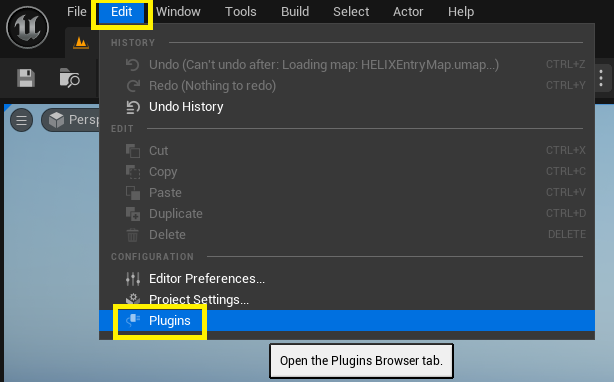 File Edit Window Tools Build Select Actor Help
HISTORY
Undo (Can't undo after: Loading map: HELIXEntryMap.umap...) CTRL+Z
Redo (Nothing to redo) CTRL+Y
Undo History
Persp
EDIT
Cut CTRL+X
Copy CTRL+C
Paste CTRL+V
Duplicate CTRL+D
Delete DELETE
CONFIGURATION
Editor Preferences...
Project Settings...
Plugins
Open the Plugins Browser tab.